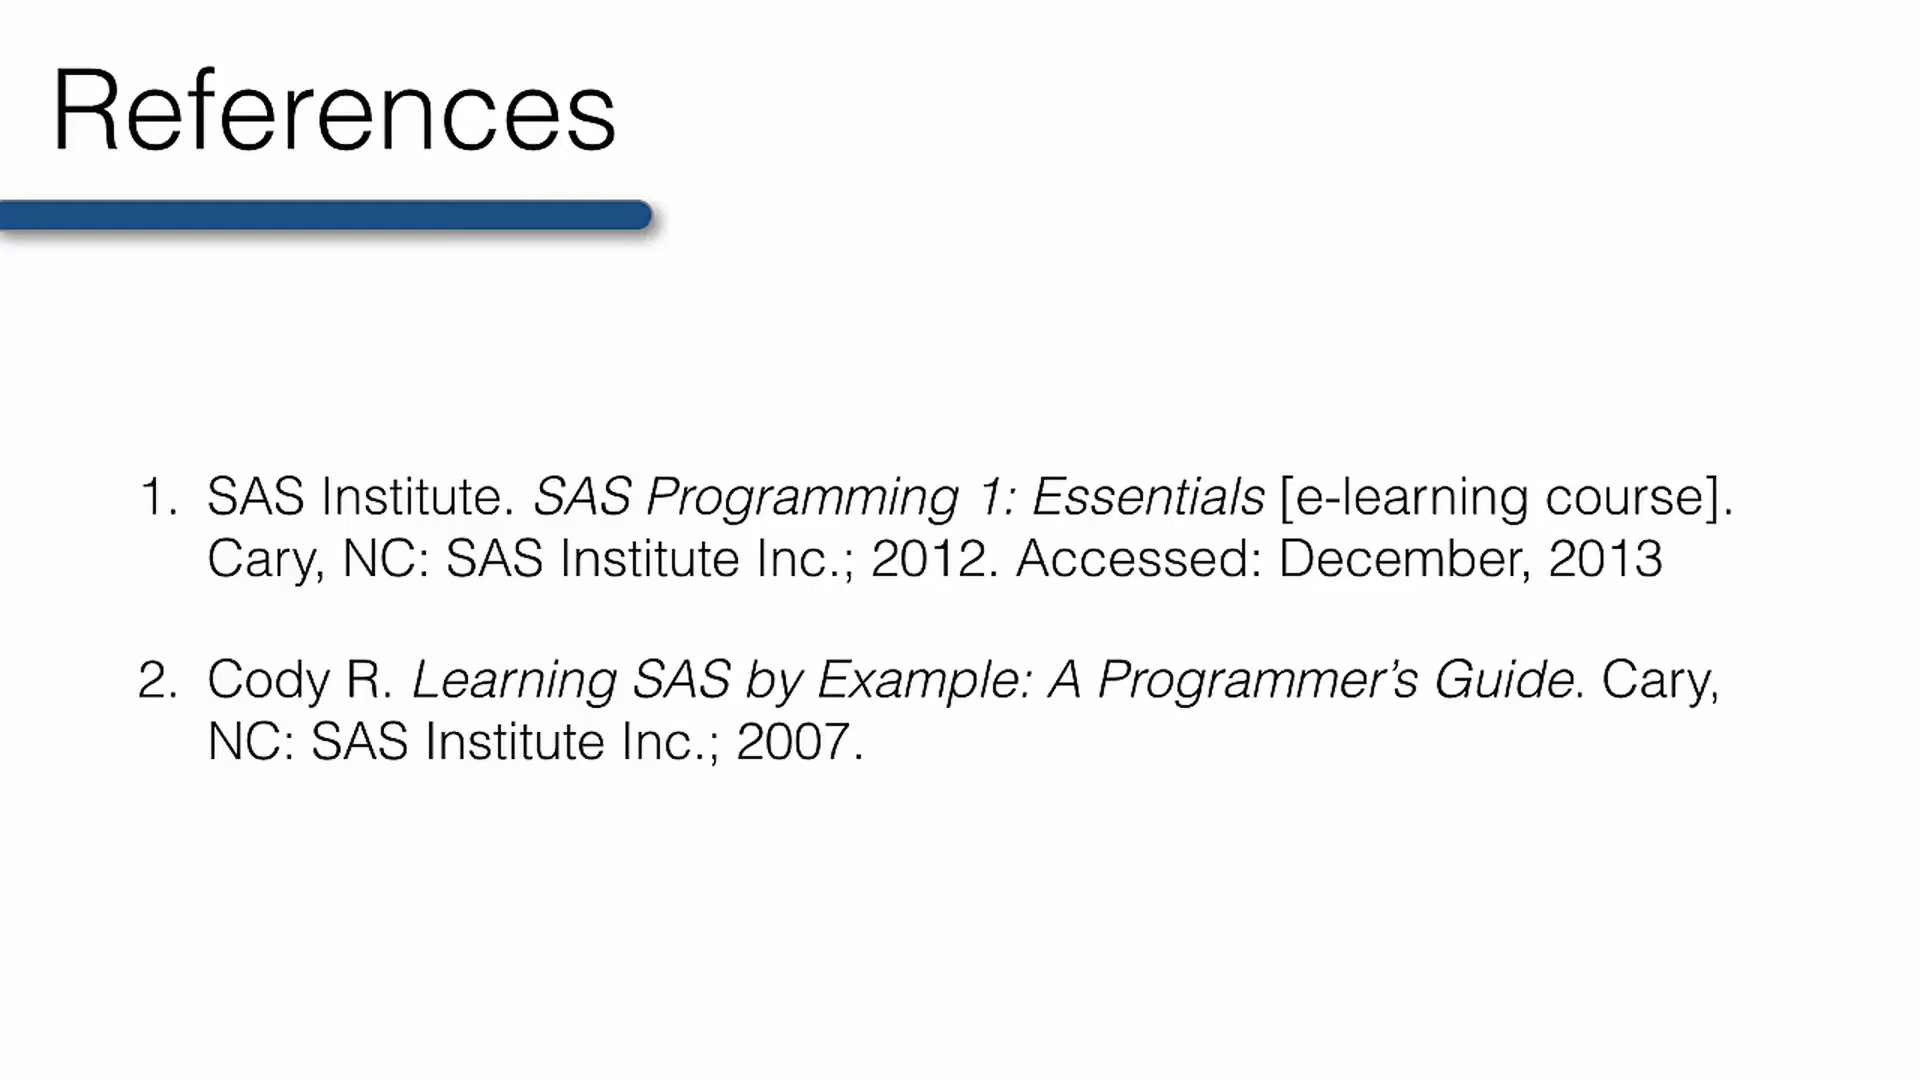 References
1. SAS Institute. SAS Programming 1: Essentials [e-learning course].
Cary, NC: SAS Institute Inc.; 2012. Accessed: December, 2013
2. Cody R. Learning SAS by Example: A Programmer’s Guide. Cary,
NC: SAS Institute Inc.; 2007.